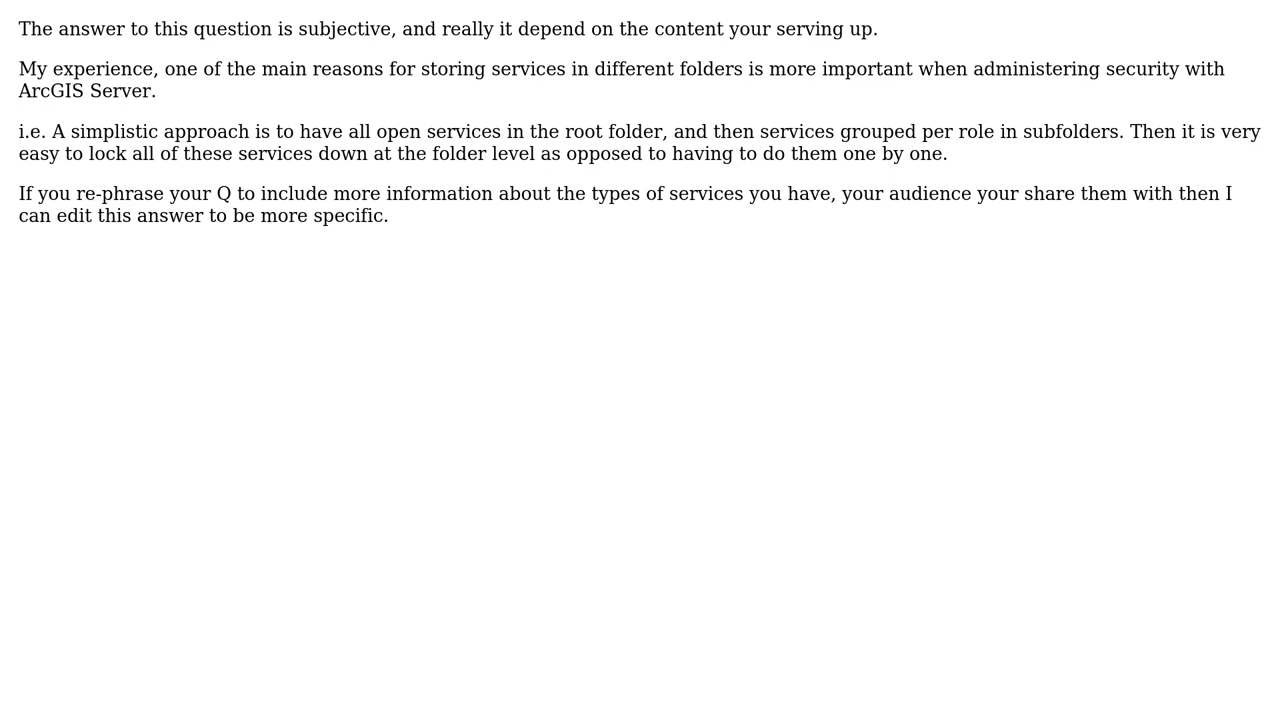 The answer to this question is subjective, and really it depend on the content your serving up.
My experience, one of the main reasons for storing services in different folders is more important when administering security with
ArcGIS Server.
i.e. A simplistic approach is to have all open services in the root folder, and then services grouped per role in subfolders. Then it is very
easy to lock all of these services down at the folder level as opposed to having to do them one by one.
If you re-phrase your Q to include more information about the types of services you have, your audience your share them with then I
can edit this answer to be more specific.